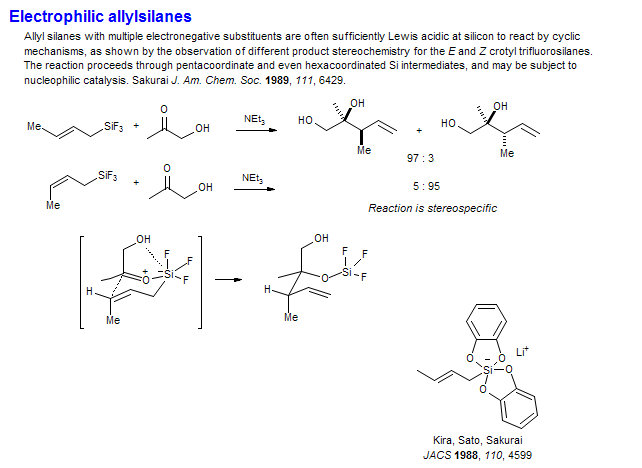 Electrophilic allylsilanes
Allyl silanes with multiple electronegative substituents are often sufficiently Lewis acidic at silicon to react by cyclic
mechanisms, as shown by the observation of different product stereochemistry for the E and Z crotyl trifluorosilanes.
The reaction proceeds through pentacoordinate and even hexacoordinated Si intermediates, and may be subject to
nucleophilic catalysis. Sakurai J. Am. Chem. Soc. 1989, 111, 6429.
Me SiF3 + O OH NEt3 HO OH Me + HO OH Me
97 : 3
Me SiF3 + O OH NEt3
5 : 95
Reaction is stereospecific
OH F F F Si - O + H Me
OH F F F Si O H Me
O O - Si O O Li+
Kira, Sato, Sakurai
JACS 1988, 110, 4599